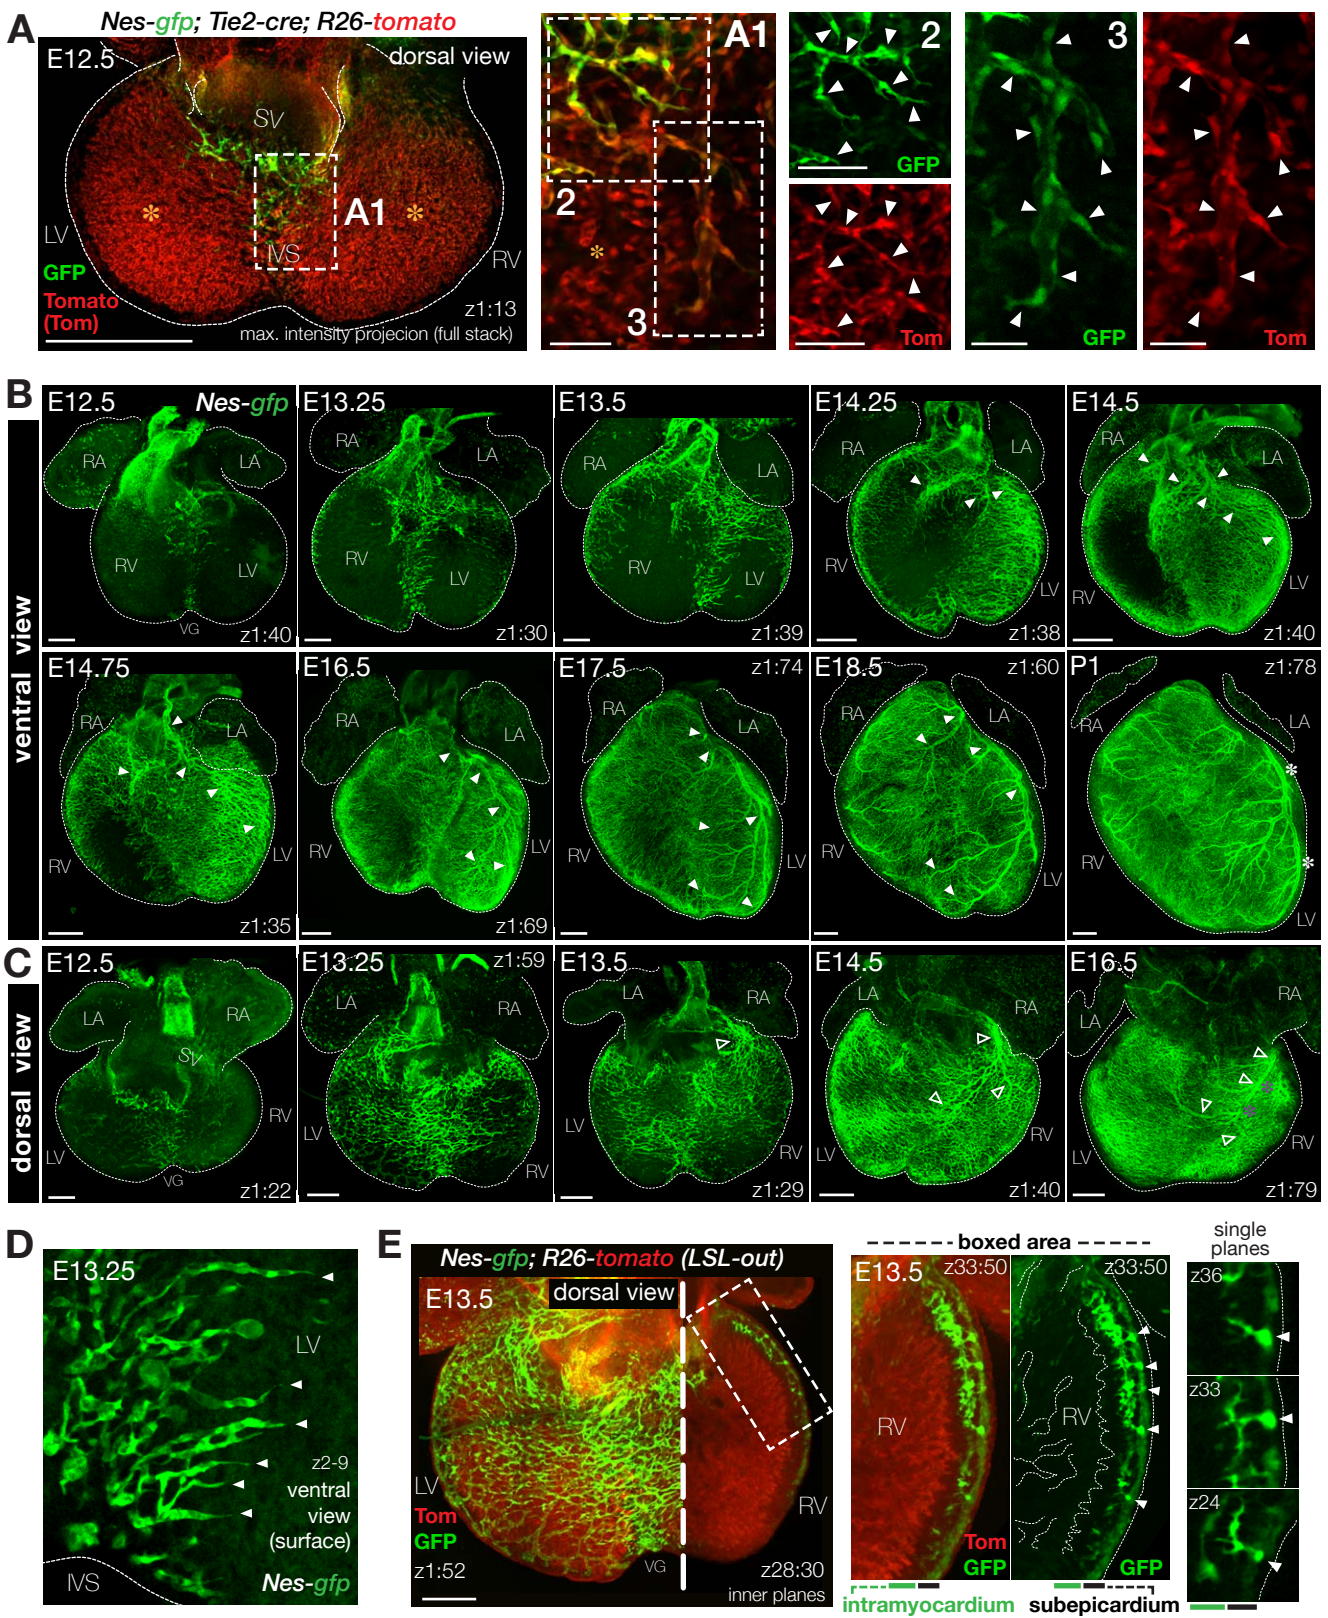 A
Nes-gfp; Tie2-cre; R26-tomato
E12.5
dorsal view
SV
A1
LV
IVS
RV
GFP
Tomato
(Tom)
z1:13
max. intensity projecion (full stack)
A1
2
3
2
GFP
Tom
3
GFP
Tom
B
ventral view
E12.5
Nes-gfp
RA
LA
RV
LV
VG
z1:40
E13.25
RA
LA
RV
LV
z1:30
E13.5
RA
LA
RV
LV
z1:39
E14.25
RA
LA
LV
RV
z1:38
E14.5
RA
LA
LV
RV
z1:40
E14.75
RA
LA
RV
LV
z1:35
E16.5
RA
LA
RV
LV
z1:69
E17.5
z1:74
RA
LA
RV
LV
E18.5
z1:60
RA
LA
RV
LV
P1
z1:78
RA
LA
RV
LV
C
dorsal view
E12.5
LA
RA
SV
RV
LV
VG
z1:22
E13.25
z1:59
LA
RA
LV
RV
E13.5
LA
RA
LV
RV
z1:29
E14.5
LA
RA
LV
RV
z1:40
E16.5
LA
RA
LV
RV
z1:79
D
E13.25
LV
z2-9
ventral
view
(surface)
IVS
Nes-gfp
E
Nes-gfp; R26-tomato (LSL-out)
E13.5
dorsal view
LV
RV
Tom
GFP
z1:52
VG
z28:30
inner planes
boxed area
E13.5
z33:50
RV
Tom
GFP
z33:50
RV
GFP
intramyocardium
subepicardium
single
planes
z36
z33
z24